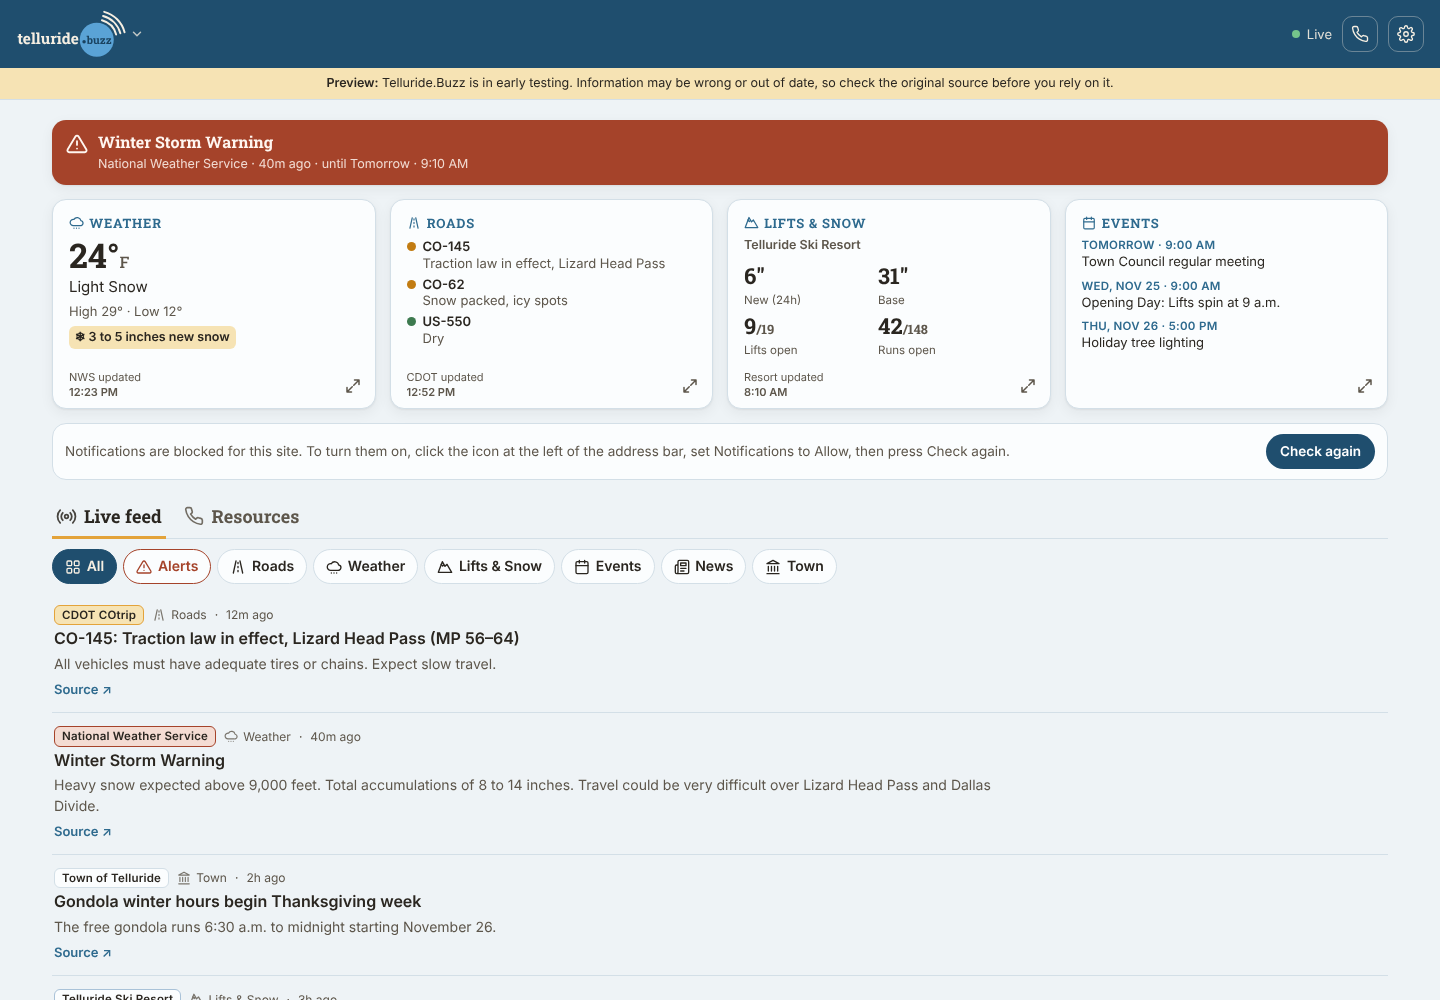 telluride.buzz
Live
Preview: Telluride.Buzz is in early testing. Information may be wrong or out of date, so check the original source before you rely on it.
Winter Storm Warning
National Weather Service · 40m ago · until Tomorrow · 9:10 AM
WEATHER
24°F
Light Snow
High 29° · Low 12°
❄ 3 to 5 inches new snow
NWS updated
12:23 PM
ROADS
CO-145
Traction law in effect, Lizard Head Pass
CO-62
Snow packed, icy spots
US-550
Dry
CDOT updated
12:52 PM
LIFTS & SNOW
Telluride Ski Resort
6"
New (24h)
31"
Base
9/19
Lifts open
42/148
Runs open
Resort updated
8:10 AM
EVENTS
TOMORROW · 9:00 AM
Town Council regular meeting
WED, NOV 25 · 9:00 AM
Opening Day: Lifts spin at 9 a.m.
THU, NOV 26 · 5:00 PM
Holiday tree lighting
Notifications are blocked for this site. To turn them on, click the icon at the left of the address bar, set Notifications to Allow, then press Check again.
Check again
Live feed
Resources
All
Alerts
Roads
Weather
Lifts & Snow
Events
News
Town
CDOT COtrip Roads · 12m ago
CO-145: Traction law in effect, Lizard Head Pass (MP 56–64)
All vehicles must have adequate tires or chains. Expect slow travel.
Source ↗
National Weather Service Weather · 40m ago
Winter Storm Warning
Heavy snow expected above 9,000 feet. Total accumulations of 8 to 14 inches. Travel could be very difficult over Lizard Head Pass and Dallas
Divide.
Source ↗
Town of Telluride Town · 2h ago
Gondola winter hours begin Thanksgiving week
The free gondola runs 6:30 a.m. to midnight starting November 26.
Source ↗
Telluride Ski Resort Lifts & Snow · 3h ago